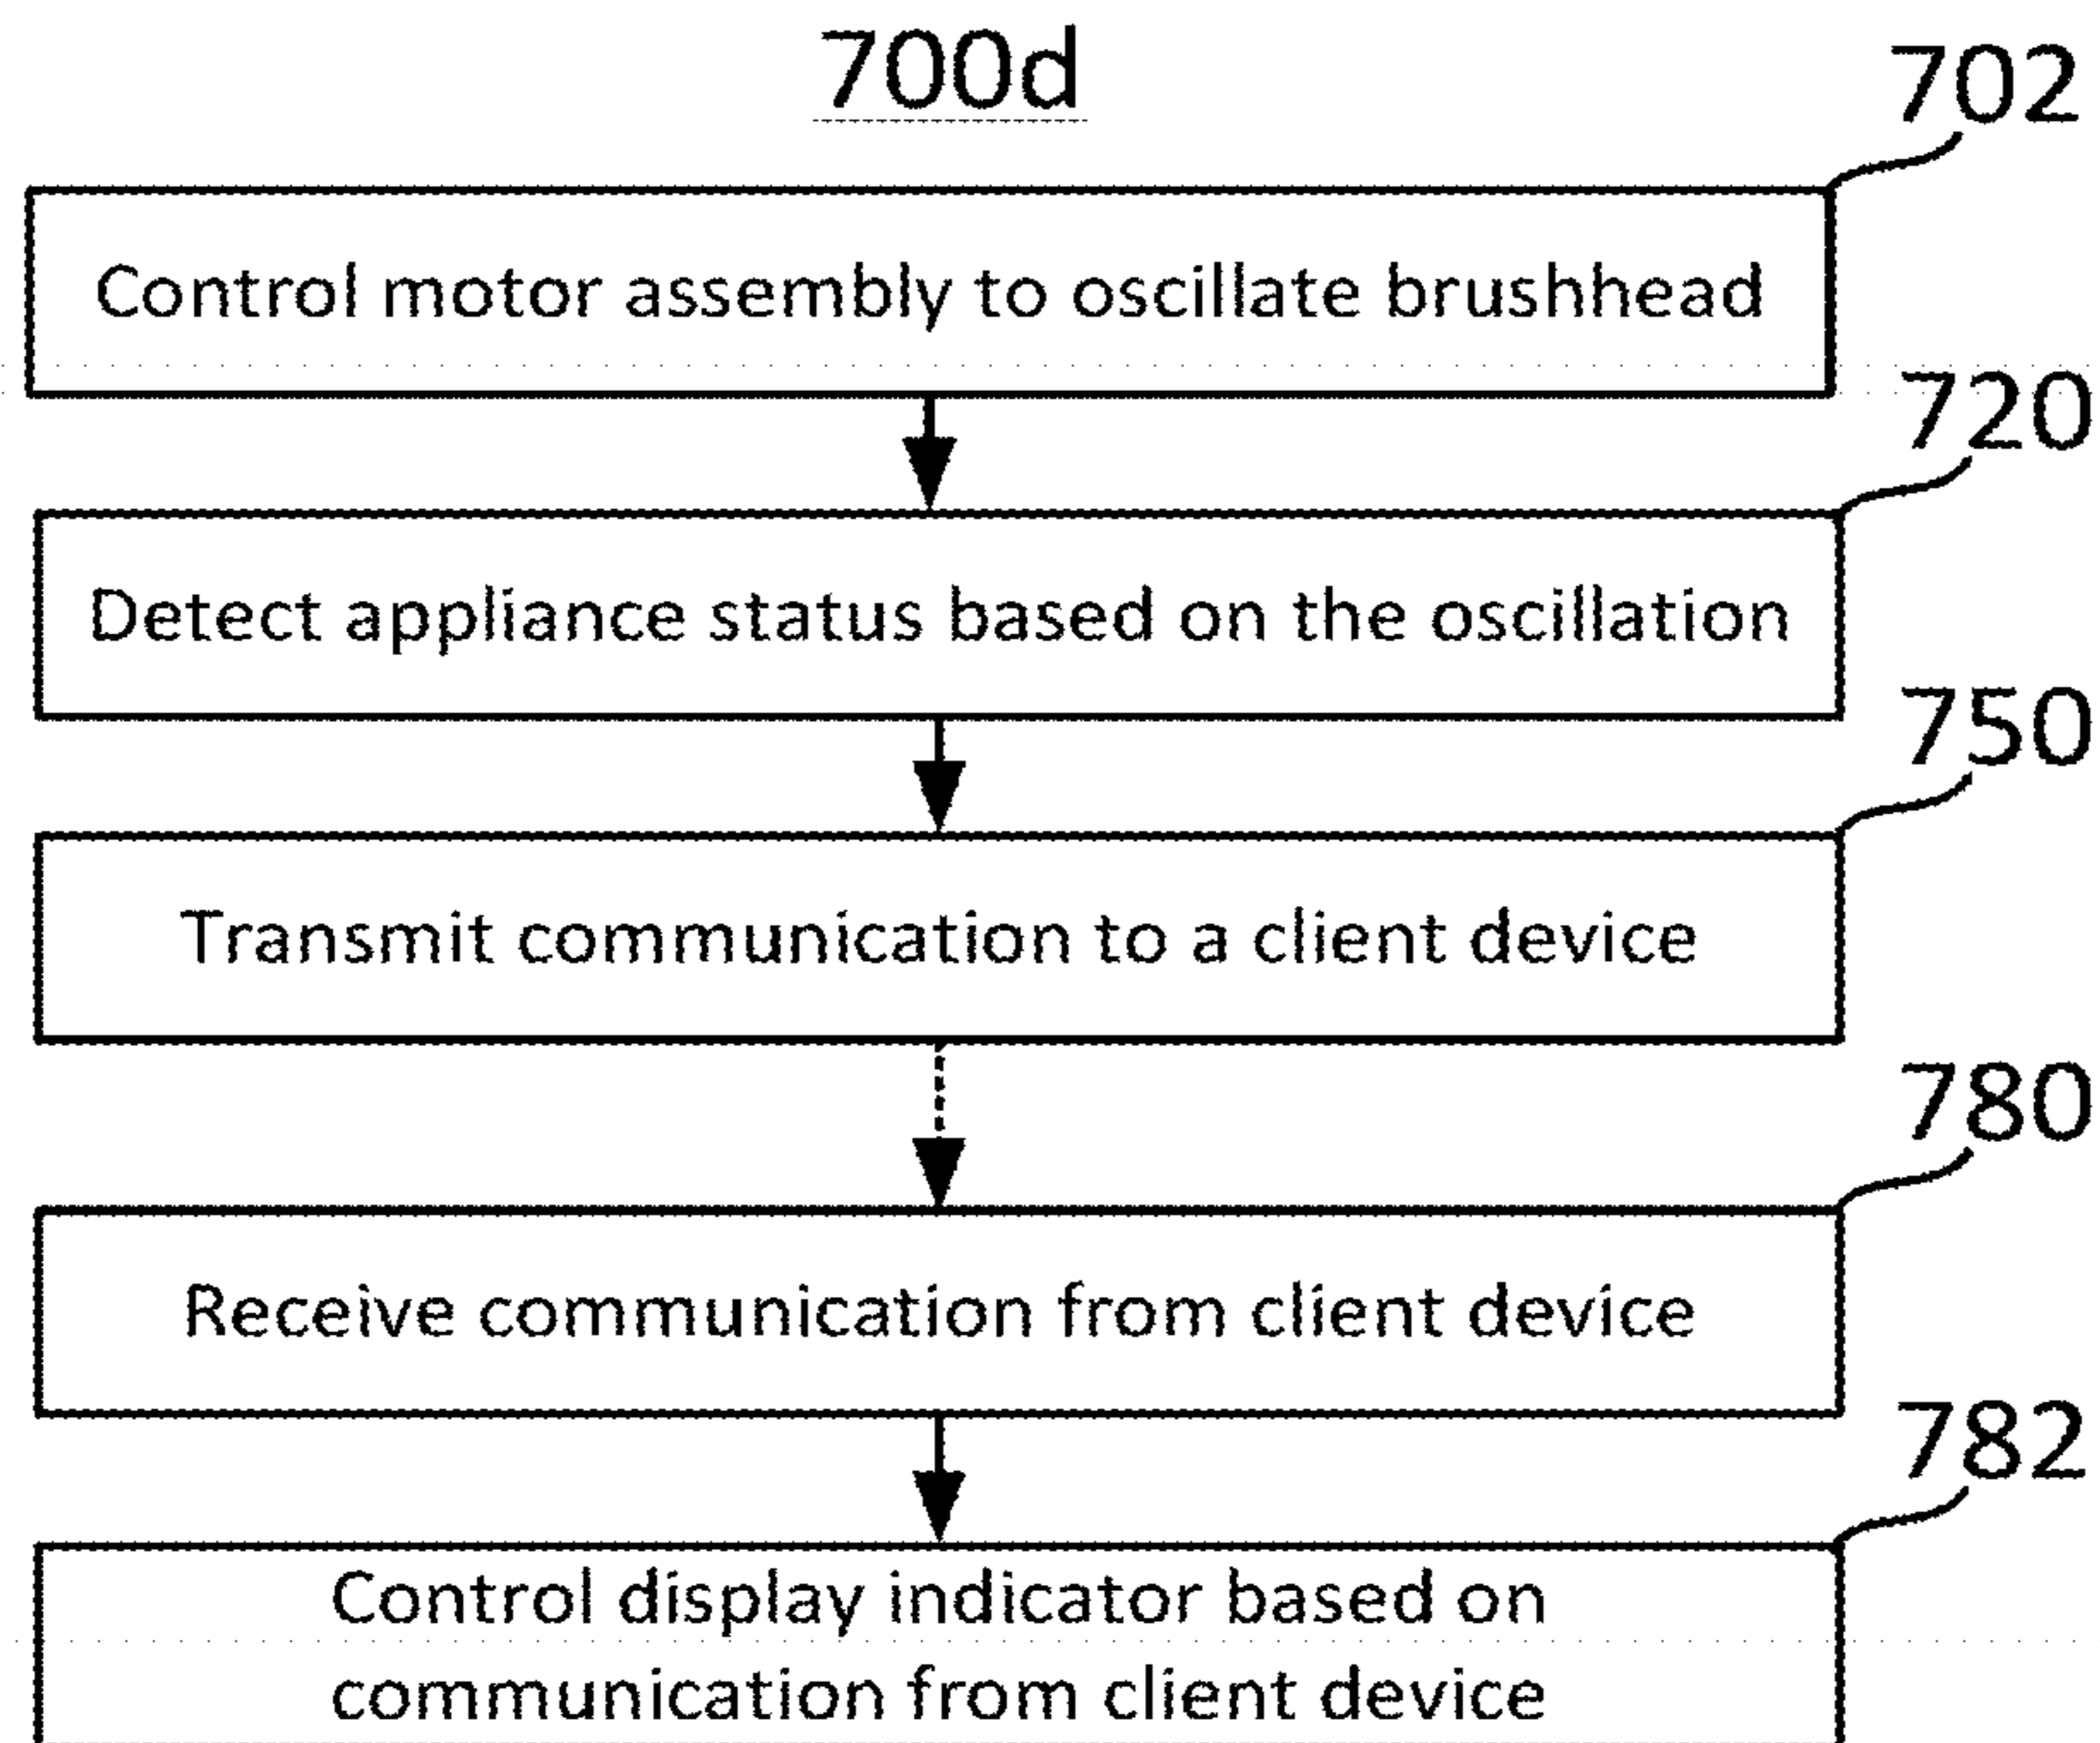 700d
702
Control motor assembly to oscillate brushhead
720
Detect appliance status based on the oscillation
750
Transmit communication to a client device
780
Receive communication from client device
782
Control display indicator based on
communication from client device